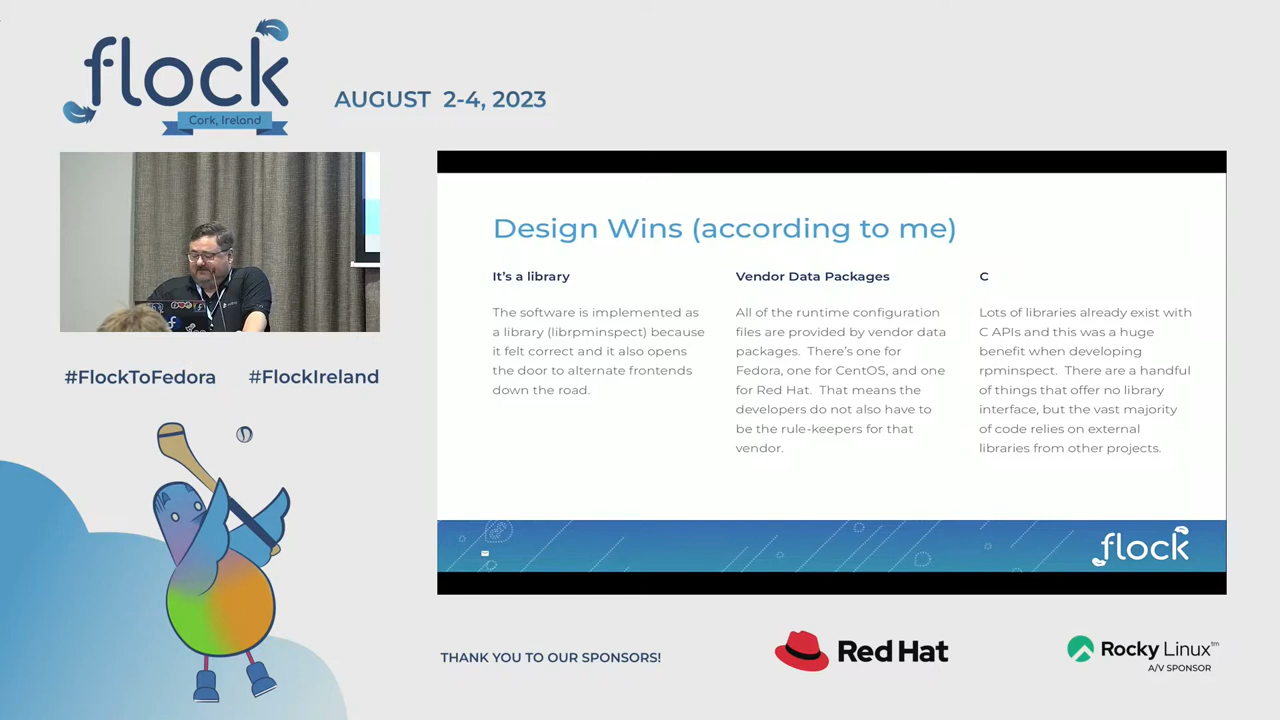 flock
Cork, Ireland
AUGUST 2-4, 2023
Design Wins (according to me)
It's a library
The software is implemented as
a library (librpminspect) because
it felt correct and it also opens
the door to alternate frontends
down the road.
Vendor Data Packages
All of the runtime configuration
files are provided by vendor data
packages. There's one for
Fedora, one for CentOS, and one
for Red Hat. That means the
developers do not also have to
be the rule-keepers for that
vendor.
C
Lots of libraries already exist with
C APIs and this was a huge
benefit when developing
rpminspect. There are a handful
of things that offer no library
interface, but the vast majority
of code relies on external
libraries from other projects.
flock
#FlockToFedora #FlockIreland
THANK YOU TO OUR SPONSORS!
Red Hat
Rocky Linux™
A/V SPONSOR